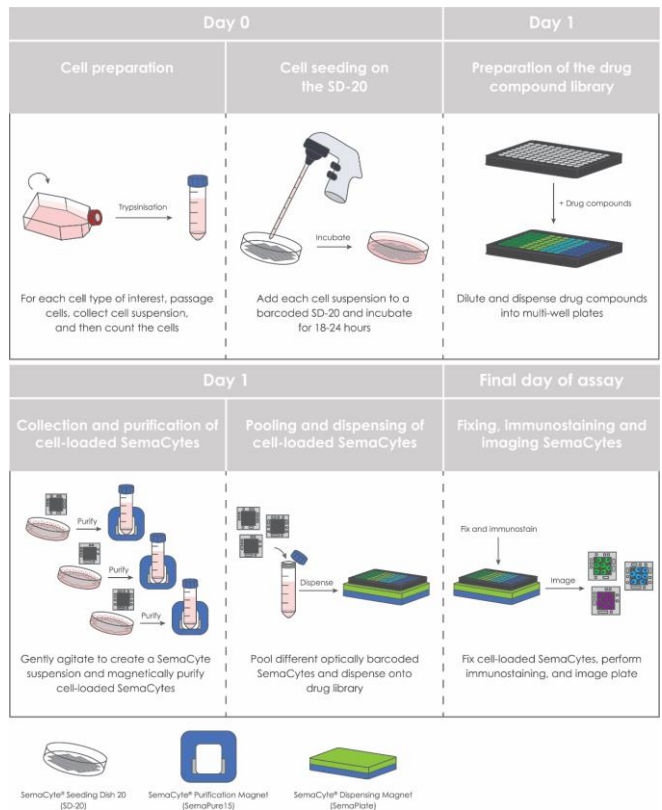 Day 0
Day 1
Cell preparation
Cell seeding on
the SD-20
Preparation of the drug
compound library
Trypsinisation
Incubate
+ Drug compounds
For each cell type of interest, passage
cells, collect cell suspension,
and then count the cells
Add each cell suspension to a
barcoded SD-20 and incubate
for 18-24 hours
Dilute and dispense drug compounds
into multi-well plates
Day 1
Final day of assay
Collection and purification of
cell-loaded SemaCytes
Pooling and dispensing of
cell-loaded SemaCytes
Fixing, immunostaining and
imaging SemaCytes
Purify
Purify
Purify
Dispense
Fix and immunostain
Image
Gently agitate to create a SemaCyte
suspension and magnetically purify
cell-loaded SemaCytes
Pool different optically barcoded
SemaCytes and dispense onto
drug library
Fix cell-loaded SemaCytes, perform
immunostaining, and image plate
SemaCyte® Seeding Dish 20
(SD-20)
SemaCyte® Purification Magnet
(SemaPure15)
SemaCyte® Dispensing Magnet
(SemaPlate)